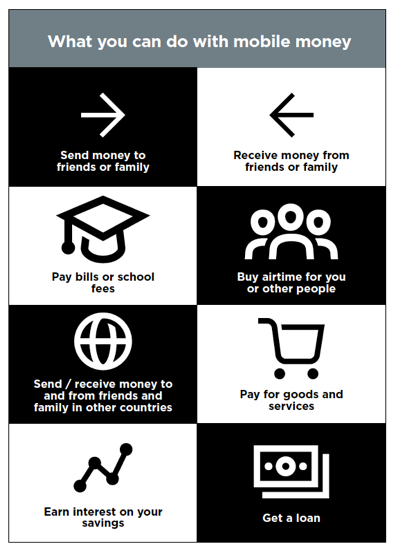 What you can do with mobile money
Send money to
friends or family
Receive money from
friends or family
Pay bills or school
fees
Buy airtime for you
or other people
Send / receive money to
and from friends and
family in other countries
Pay for goods and
services
Earn interest on your
savings
Get a loan